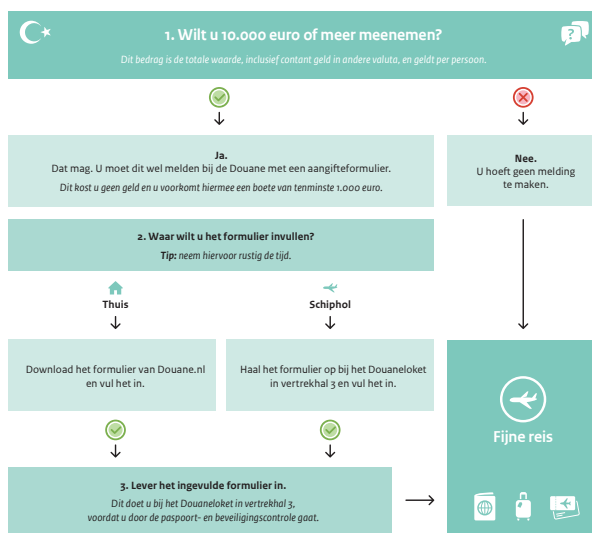 1. Wilt u 10.000 euro of meer meenemen?
?
Dit bedrag is de totale waarde, inclusief contant geld in andere valuta, en geldt per persoon.
Ja.
Dat mag. U moet dit wel melden bij de Douane met een aangifteformulier.
Dit kost u geen geld en u voorkomt hiermee een boete van tenminste 1.000 euro.
Nee.
U hoeft geen melding
te maken.
2. Waar wilt u het formulier invullen?
Tip: neem hiervoor rustig de tijd.
Thuis
Schiphol
Download het formulier van Douane.nl
en vul het in.
Haal het formulier op bij het Douaneloket
in vertrekhal 3 en vul het in.
3. Lever het ingevulde formulier in.
Dit doet u bij het Douaneloket in vertrekhal 3,
voordat u door de paspoort- en beveiligingscontrole gaat.
Fijne reis